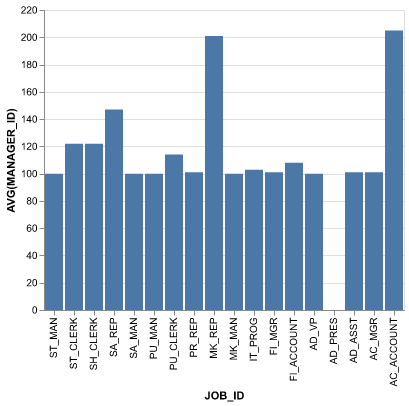 220
200
180
160
140
120
100
80
60
40
20
0
AVG(MANAGER_ID)
ST_MAN
ST_CLERK
SH_CLERK
SA_REP
SA_MAN
PU_MAN
PU_CLERK
PR_REP
MK_REP
MK_MAN
IT_PROG
FI_MGR
FI_ACCOUNT
AD_VP
AD_PRES
AD_ASST
AC_MGR
AC_ACCOUNT
JOB_ID